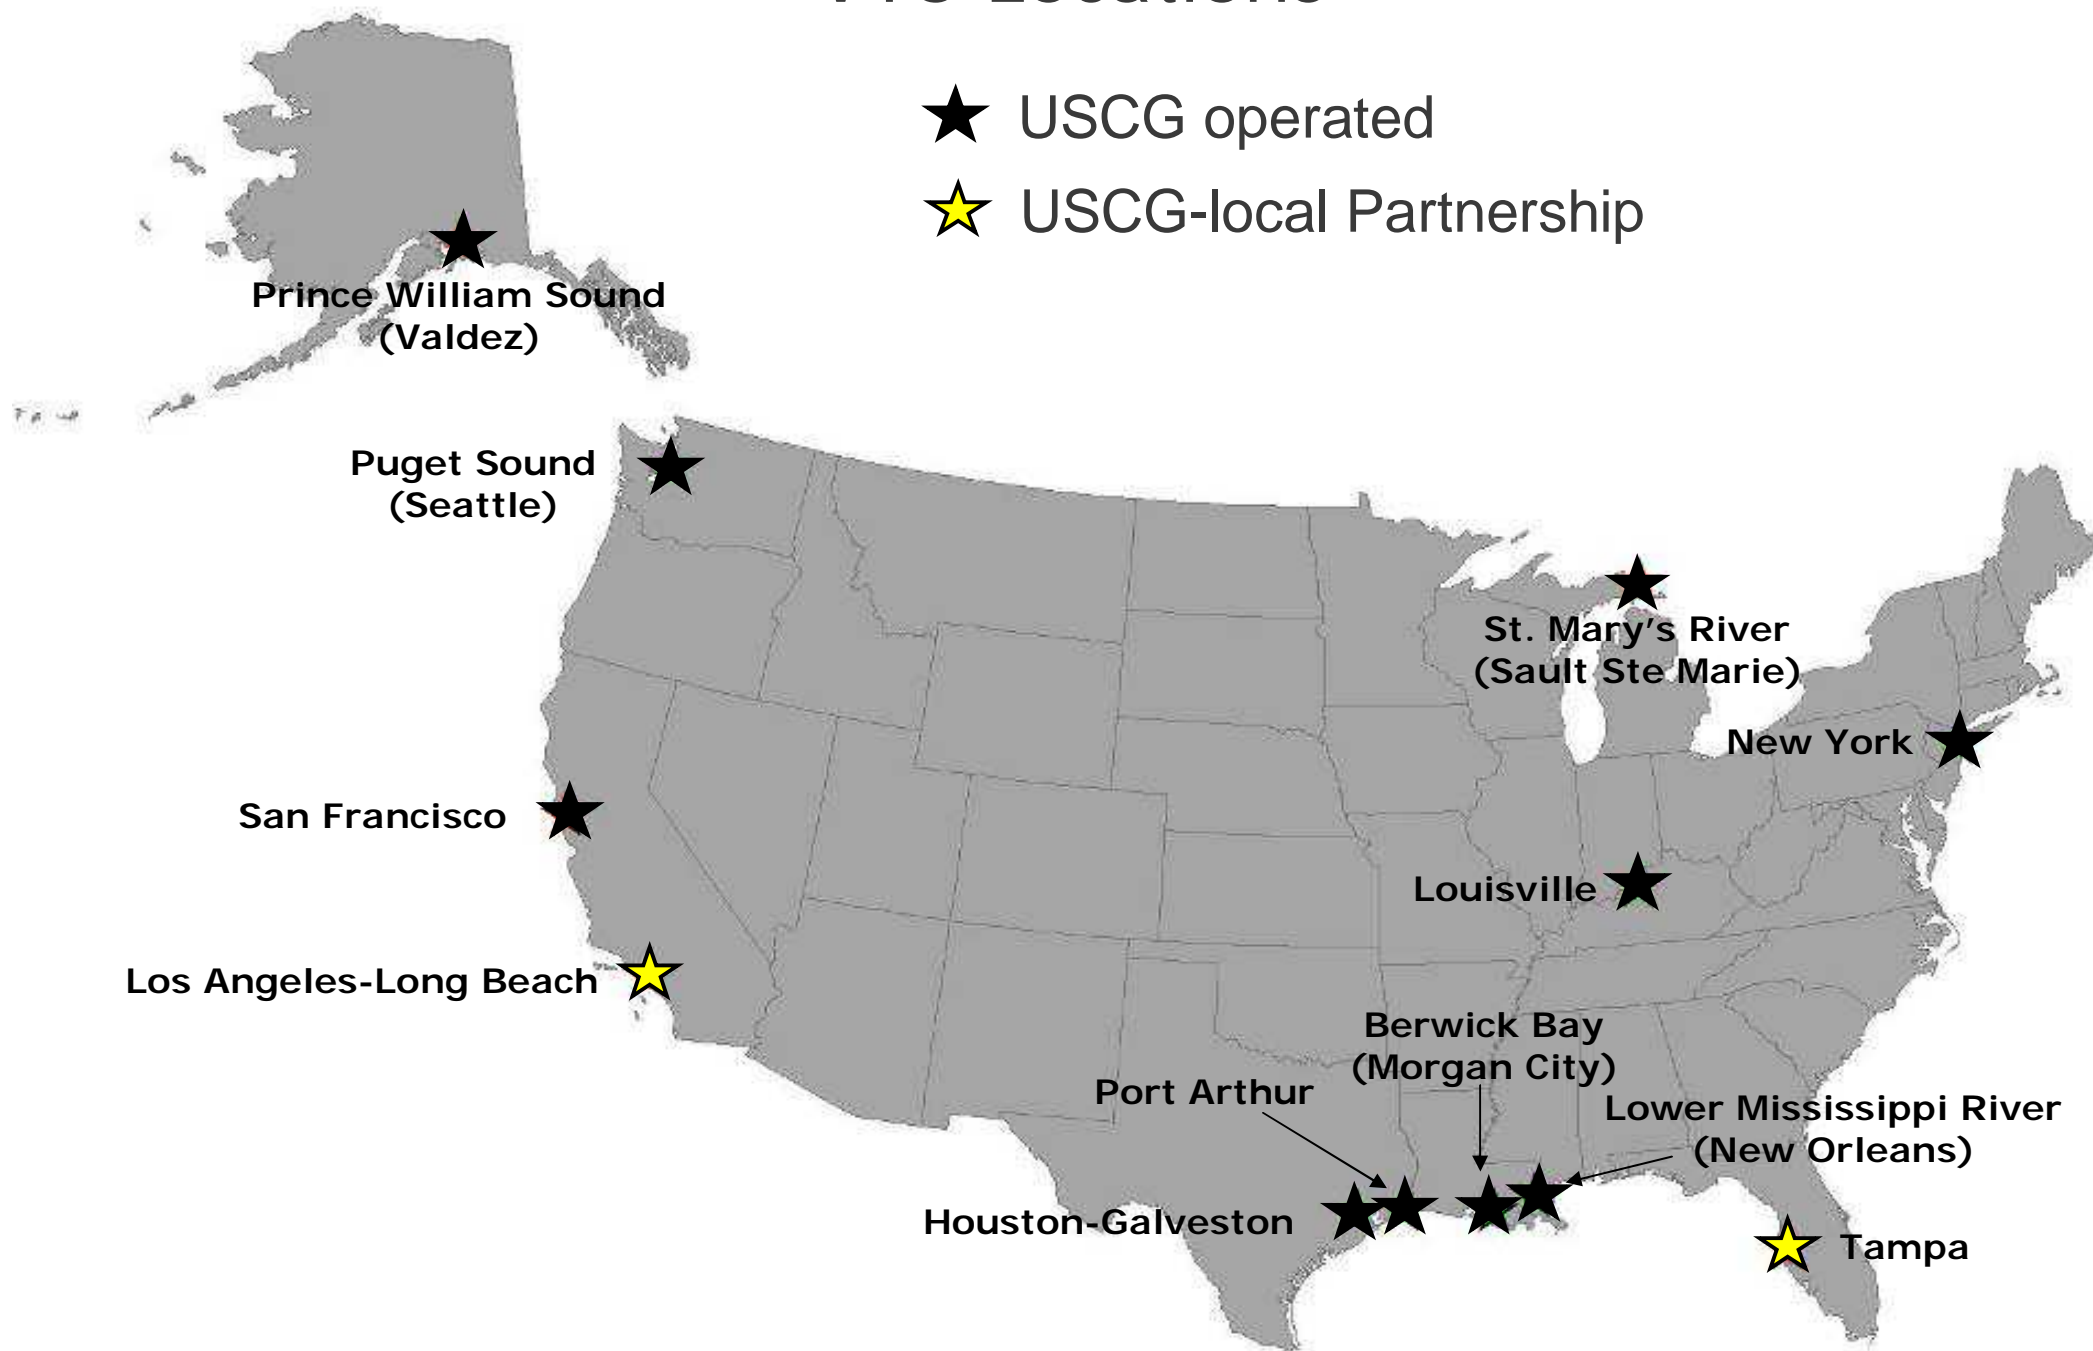 Locations
USCG operated
USCG-local Partnership
Prince William Sound
(Valdez)
Puget Sound
(Seattle)
St. Mary's River
(Sault Ste Marie)
New York
San Francisco
Louisville
Los Angeles-Long Beach
Berwick Bay
(Morgan City)
Port Arthur
Lower Mississippi River
(New Orleans)
Houston-Galveston
Tampa